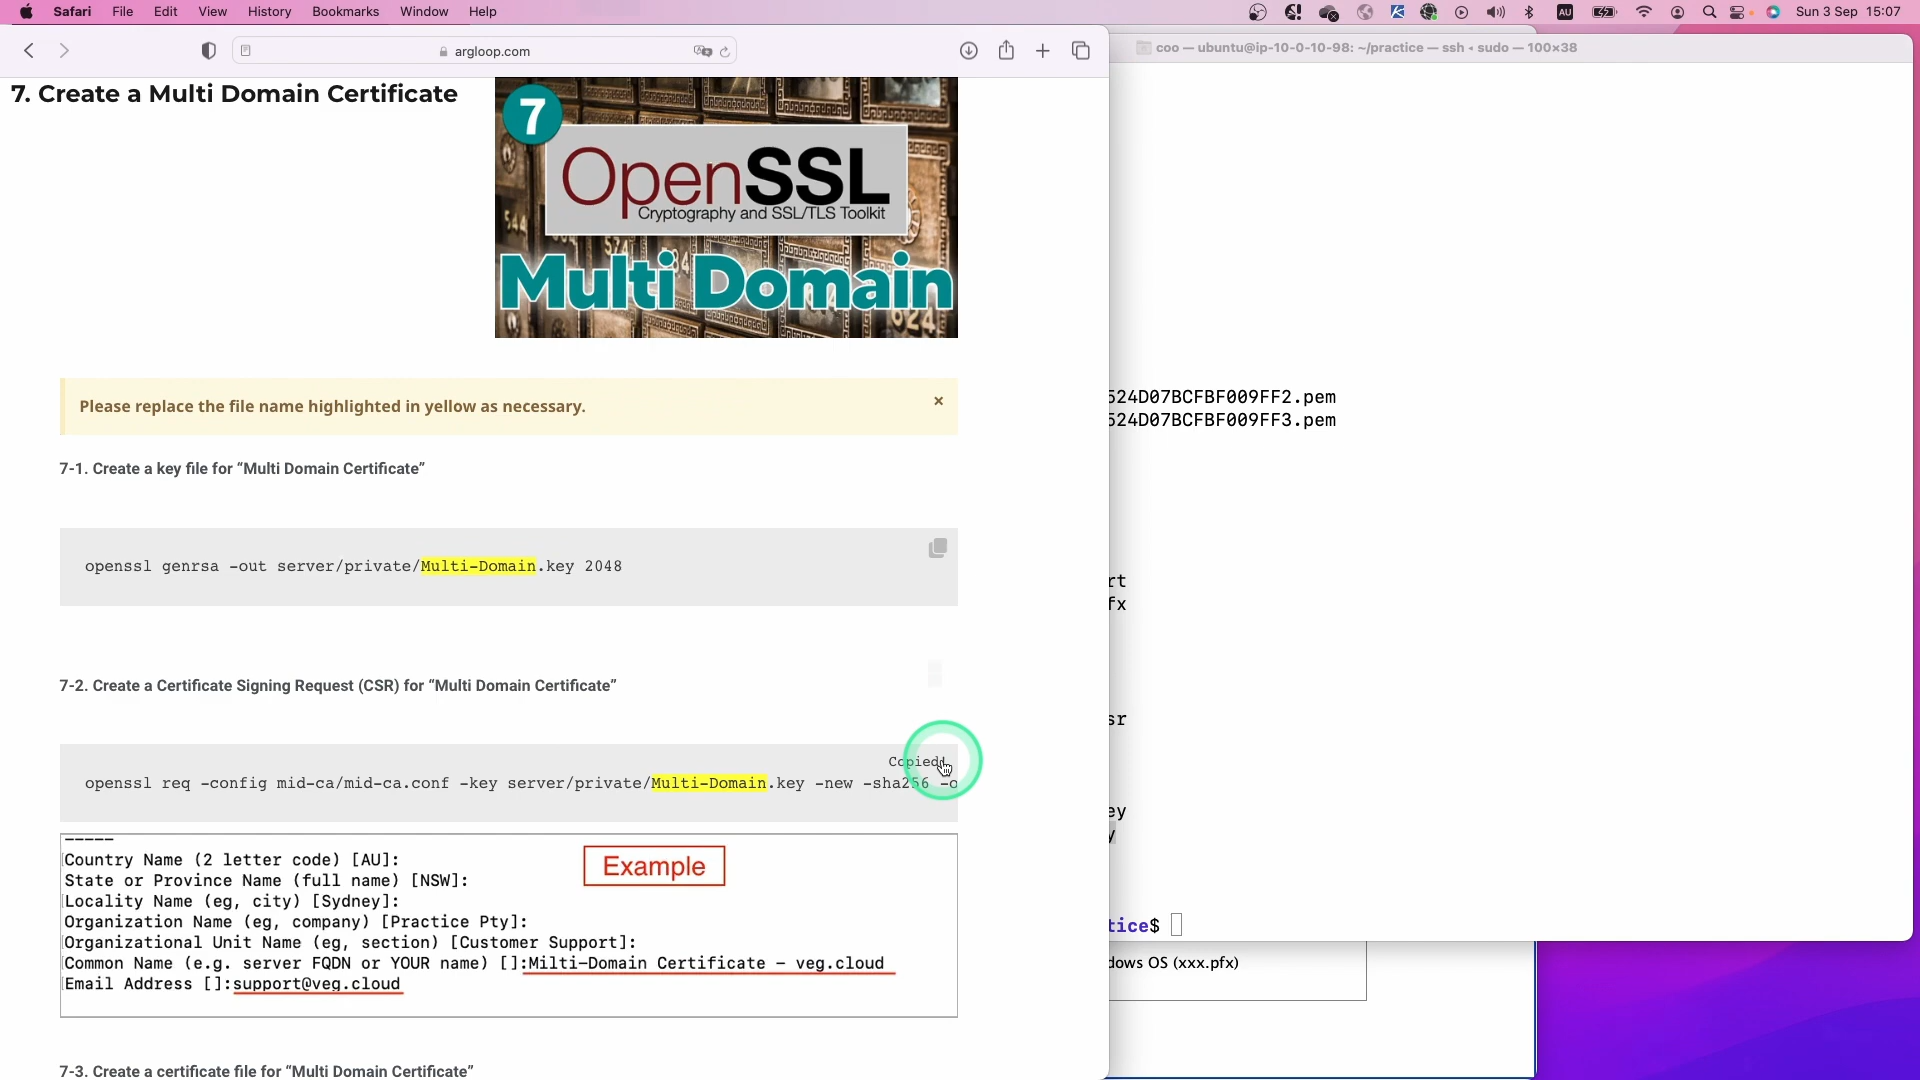 Safari File Edit View History Bookmarks Window Help
AU
Sun 3 Sep 15:07
argloop.com
coo — ubuntu@ip-10-0-10-98: ~/practice — ssh ◂ sudo — 100×38
7. Create a Multi Domain Certificate
7
OpenSSL
Cryptography and SSL/TLS Toolkit
Multi Domain
544
524
624
524D07BCFBF009FF2.pem
524D07BCFBF009FF3.pem
Please replace the file name highlighted in yellow as necessary.
×
7-1. Create a key file for “Multi Domain Certificate”
openssl genrsa -out server/private/Multi-Domain.key 2048
rt
fx
7-2. Create a Certificate Signing Request (CSR) for “Multi Domain Certificate”
sr
Copied!
openssl req -config mid-ca/mid-ca.conf -key server/private/Multi-Domain.key -new -sha256 -o
ey
y
-----
Example
Country Name (2 letter code) [AU]:
State or Province Name (full name) [NSW]:
Locality Name (eg, city) [Sydney]:
Organization Name (eg, company) [Practice Pty]:
Organizational Unit Name (eg, section) [Customer Support]:
Common Name (e.g. server FQDN or YOUR name) []:Milti-Domain Certificate - veg.cloud
Email Address []:support@veg.cloud
tice$
dows OS (xxx.pfx)
7-3. Create a certificate file for “Multi Domain Certificate”